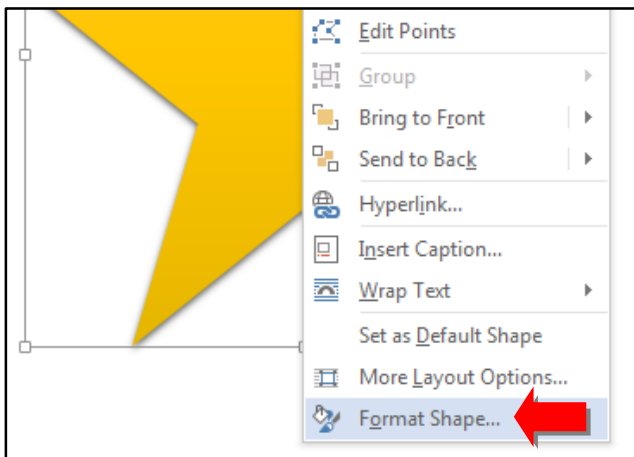 Edit Points
Group
Bring to Front
Send to Back
Hyperlink...
Insert Caption...
Wrap Text
Set as Default Shape
More Layout Options...
Format Shape...